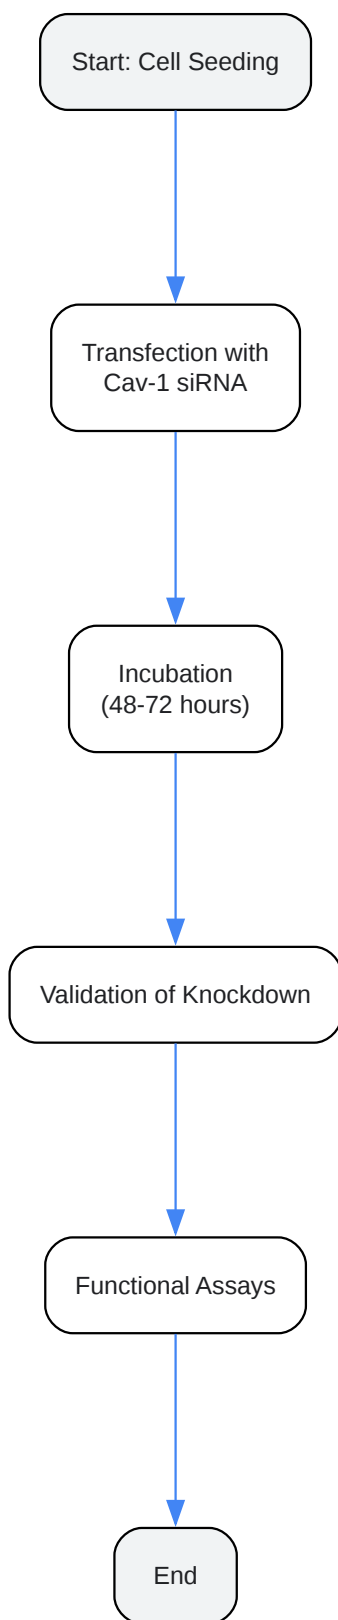 Start: Cell Seeding
Transfection with
Cav-1 siRNA
Incubation
(48-72 hours)
Validation of Knockdown
Functional Assays
End